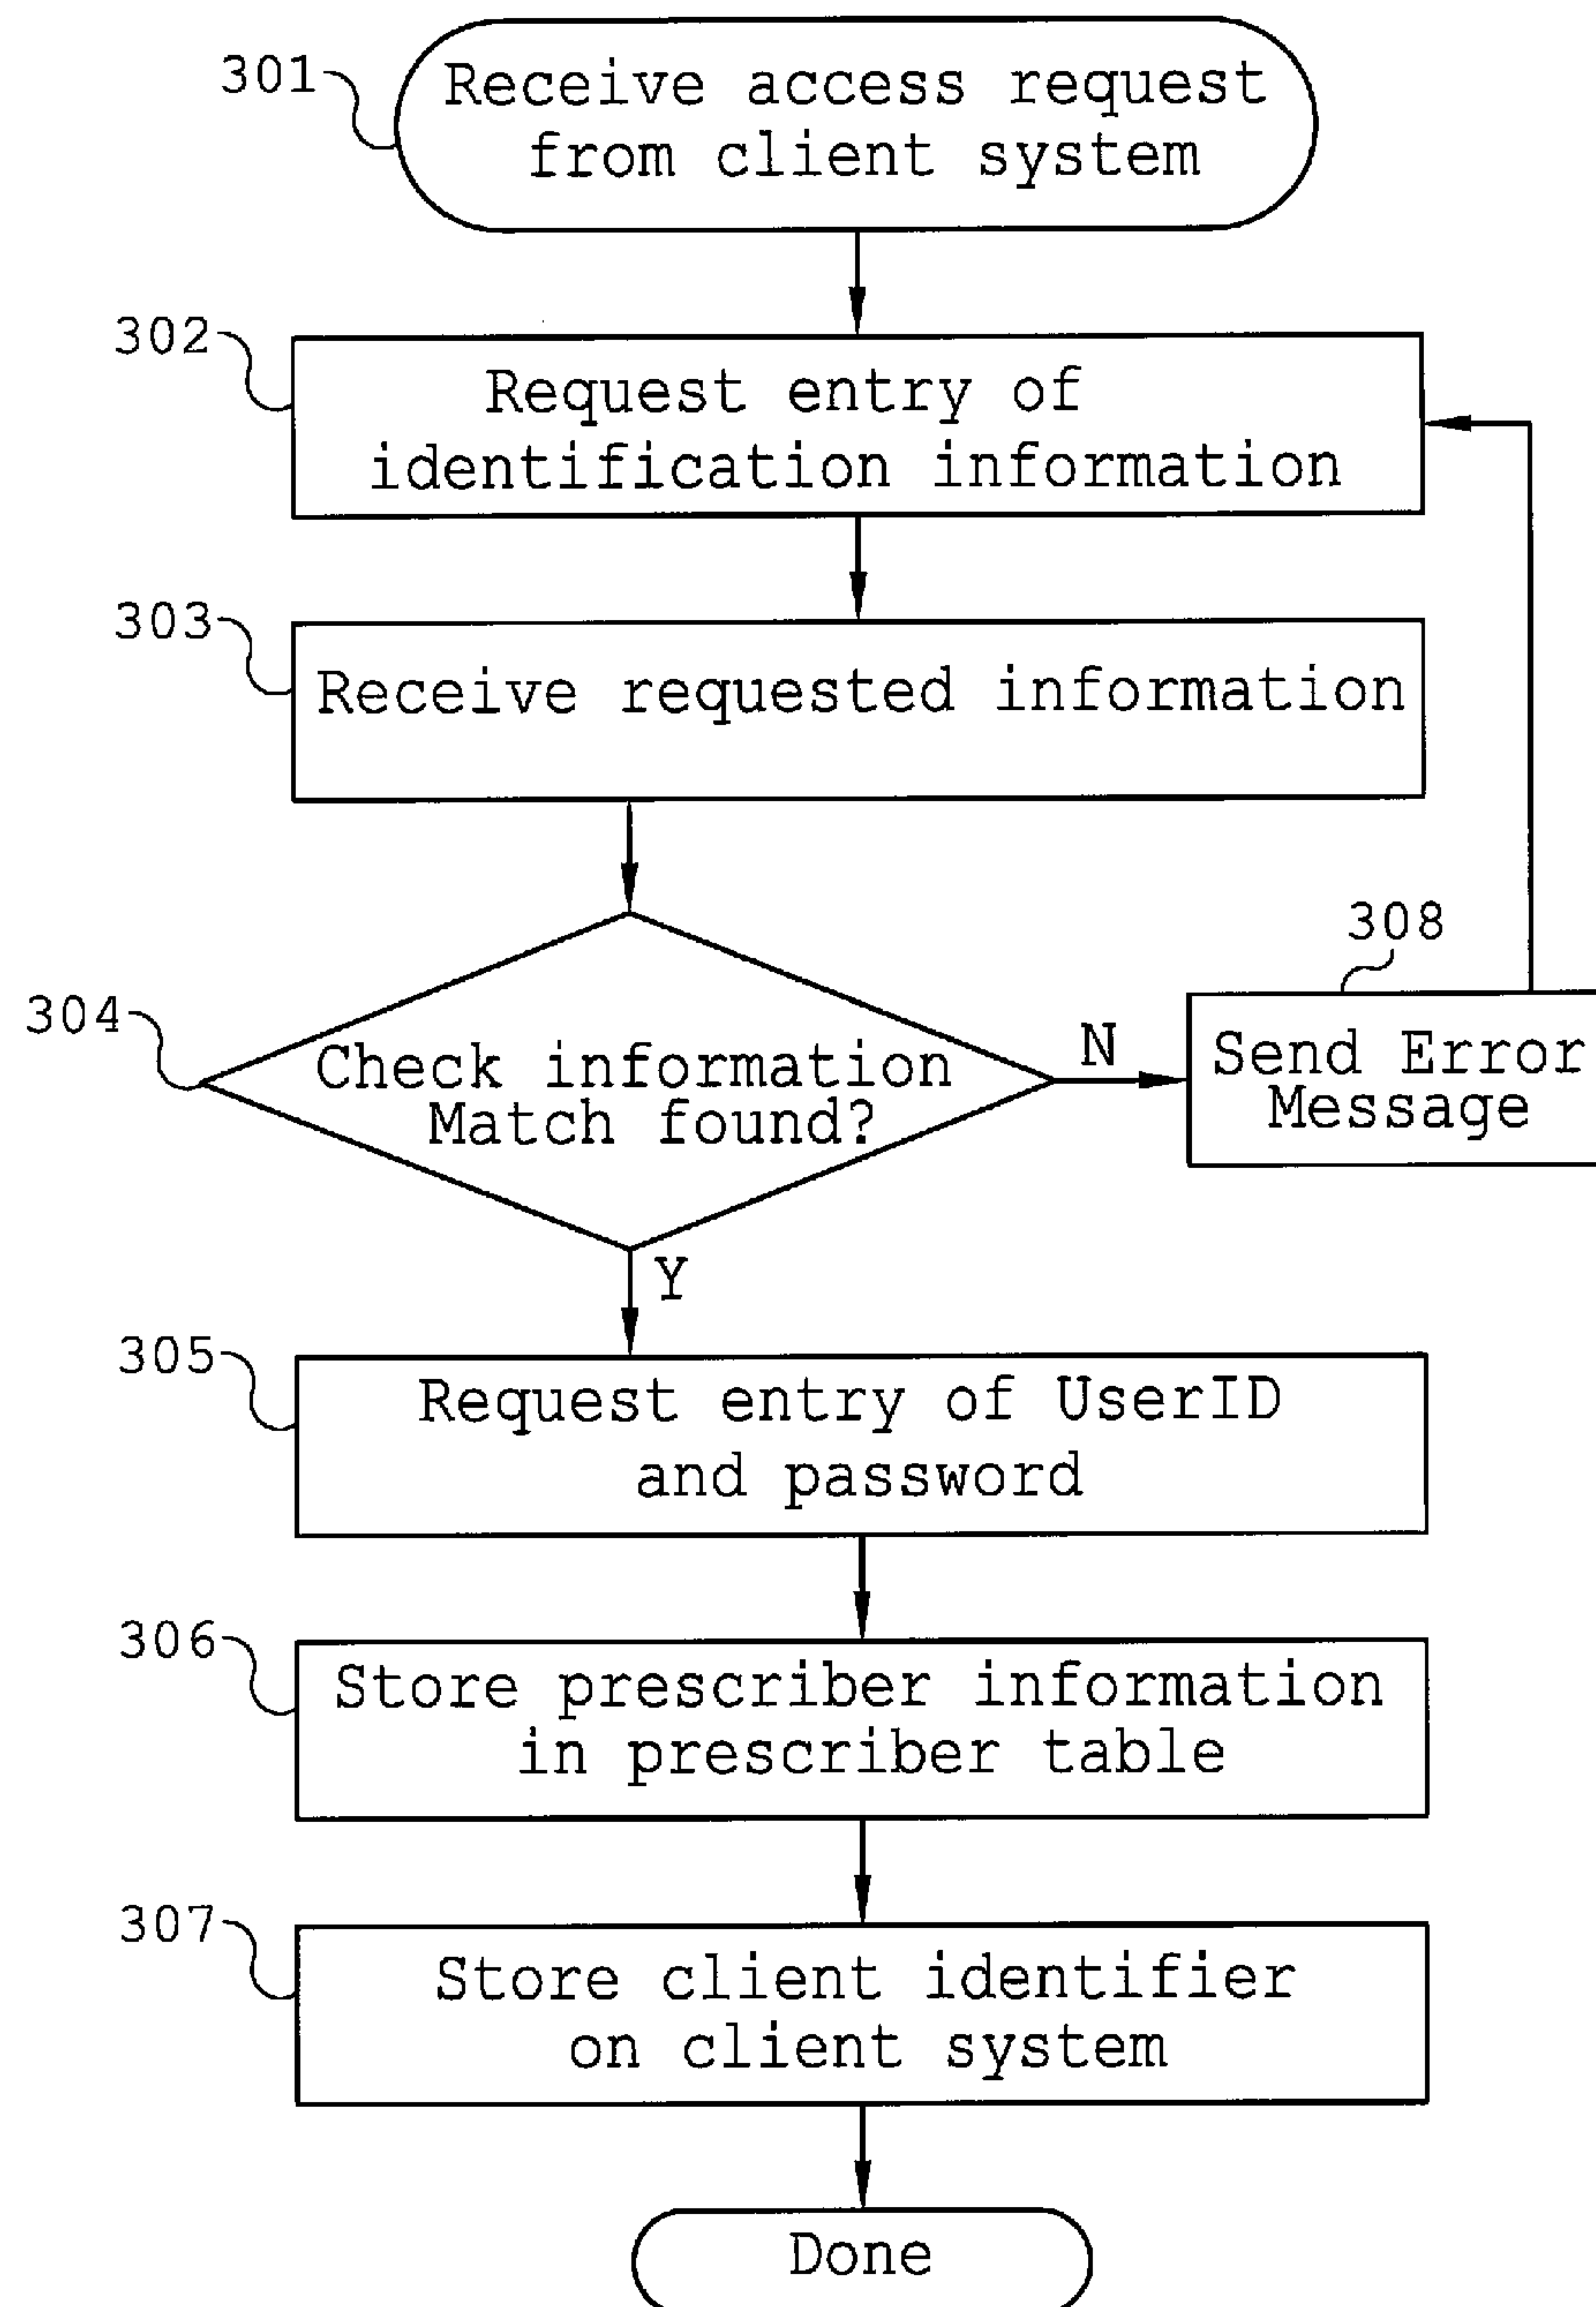 301
Receive access request
from client system
302
Request entry of
identification information
303
Receive requested information
304
Check information
Match found?
N
308
Send Error
Message
Y
305
Request entry of UserID
and password
306
Store prescriber information
in prescriber table
307
Store client identifier
on client system
Done